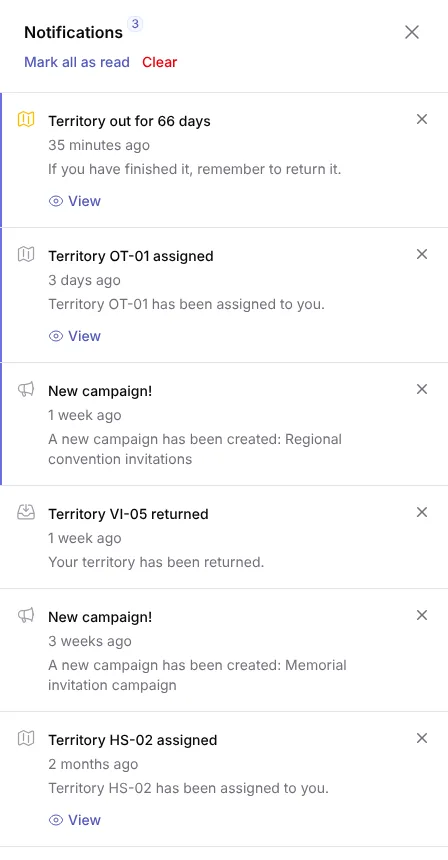 Notifications 3
Mark all as read Clear
Territory out for 66 days
35 minutes ago
If you have finished it, remember to return it.
View
Territory OT-01 assigned
3 days ago
Territory OT-01 has been assigned to you.
View
New campaign!
1 week ago
A new campaign has been created: Regional
convention invitations
Territory VI-05 returned
1 week ago
Your territory has been returned.
New campaign!
3 weeks ago
A new campaign has been created: Memorial
invitation campaign
Territory HS-02 assigned
2 months ago
Territory HS-02 has been assigned to you.
View